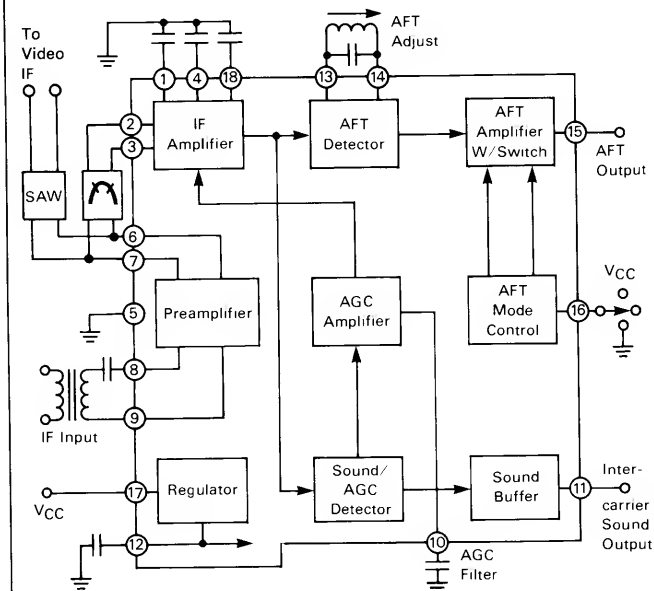 To
Video
IF
AFT
Adjust
1
4
18
13
14
2
3
IF
Amplifier
AFT
Detector
AFT
Amplifier
W/Switch
15
AFT
Output
SAW
6
7
5
Preamplifier
AGC
Amplifier
AFT
Mode
Control
16
VCC
8
9
IF Input
17
VCC
Regulator
Sound/
AGC
Detector
Sound
Buffer
11
Inter-
carrier
Sound
Output
12
10
AGC
Filter